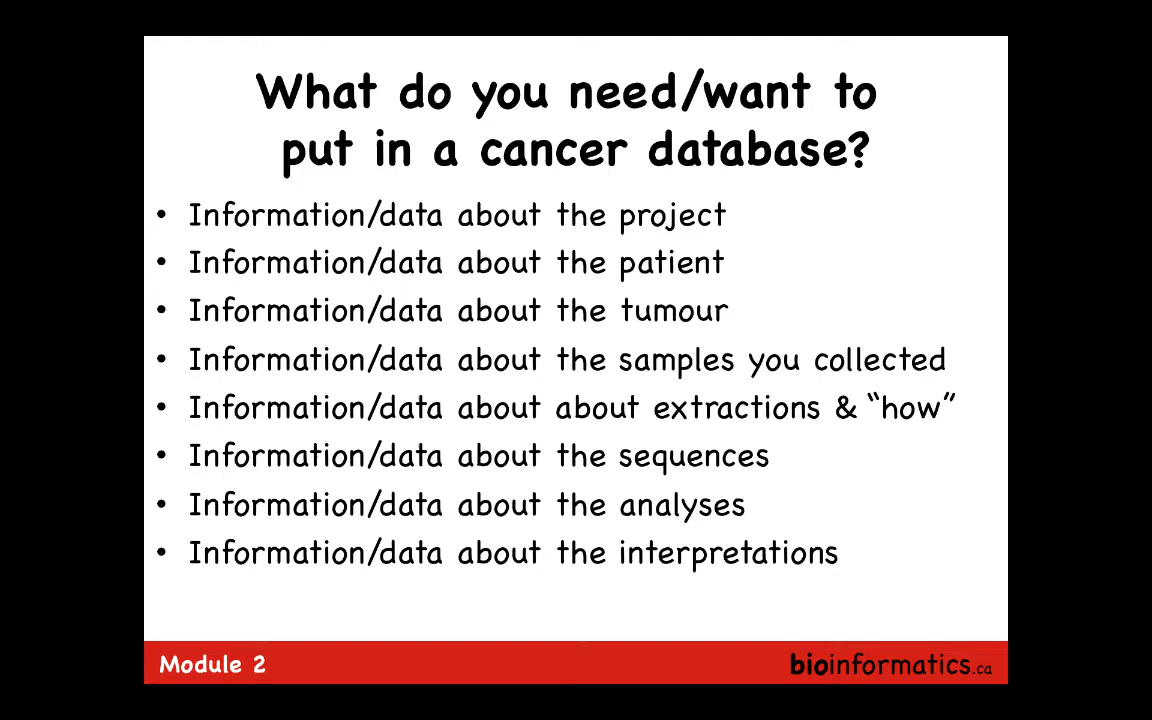 What do you need/want to
put in a cancer database?
• Information/data about the project
• Information/data about the patient
• Information/data about the tumour
• Information/data about the samples you collected
• Information/data about about extractions & “how”
• Information/data about the sequences
• Information/data about the analyses
• Information/data about the interpretations
Module 2
bioinformatics.ca